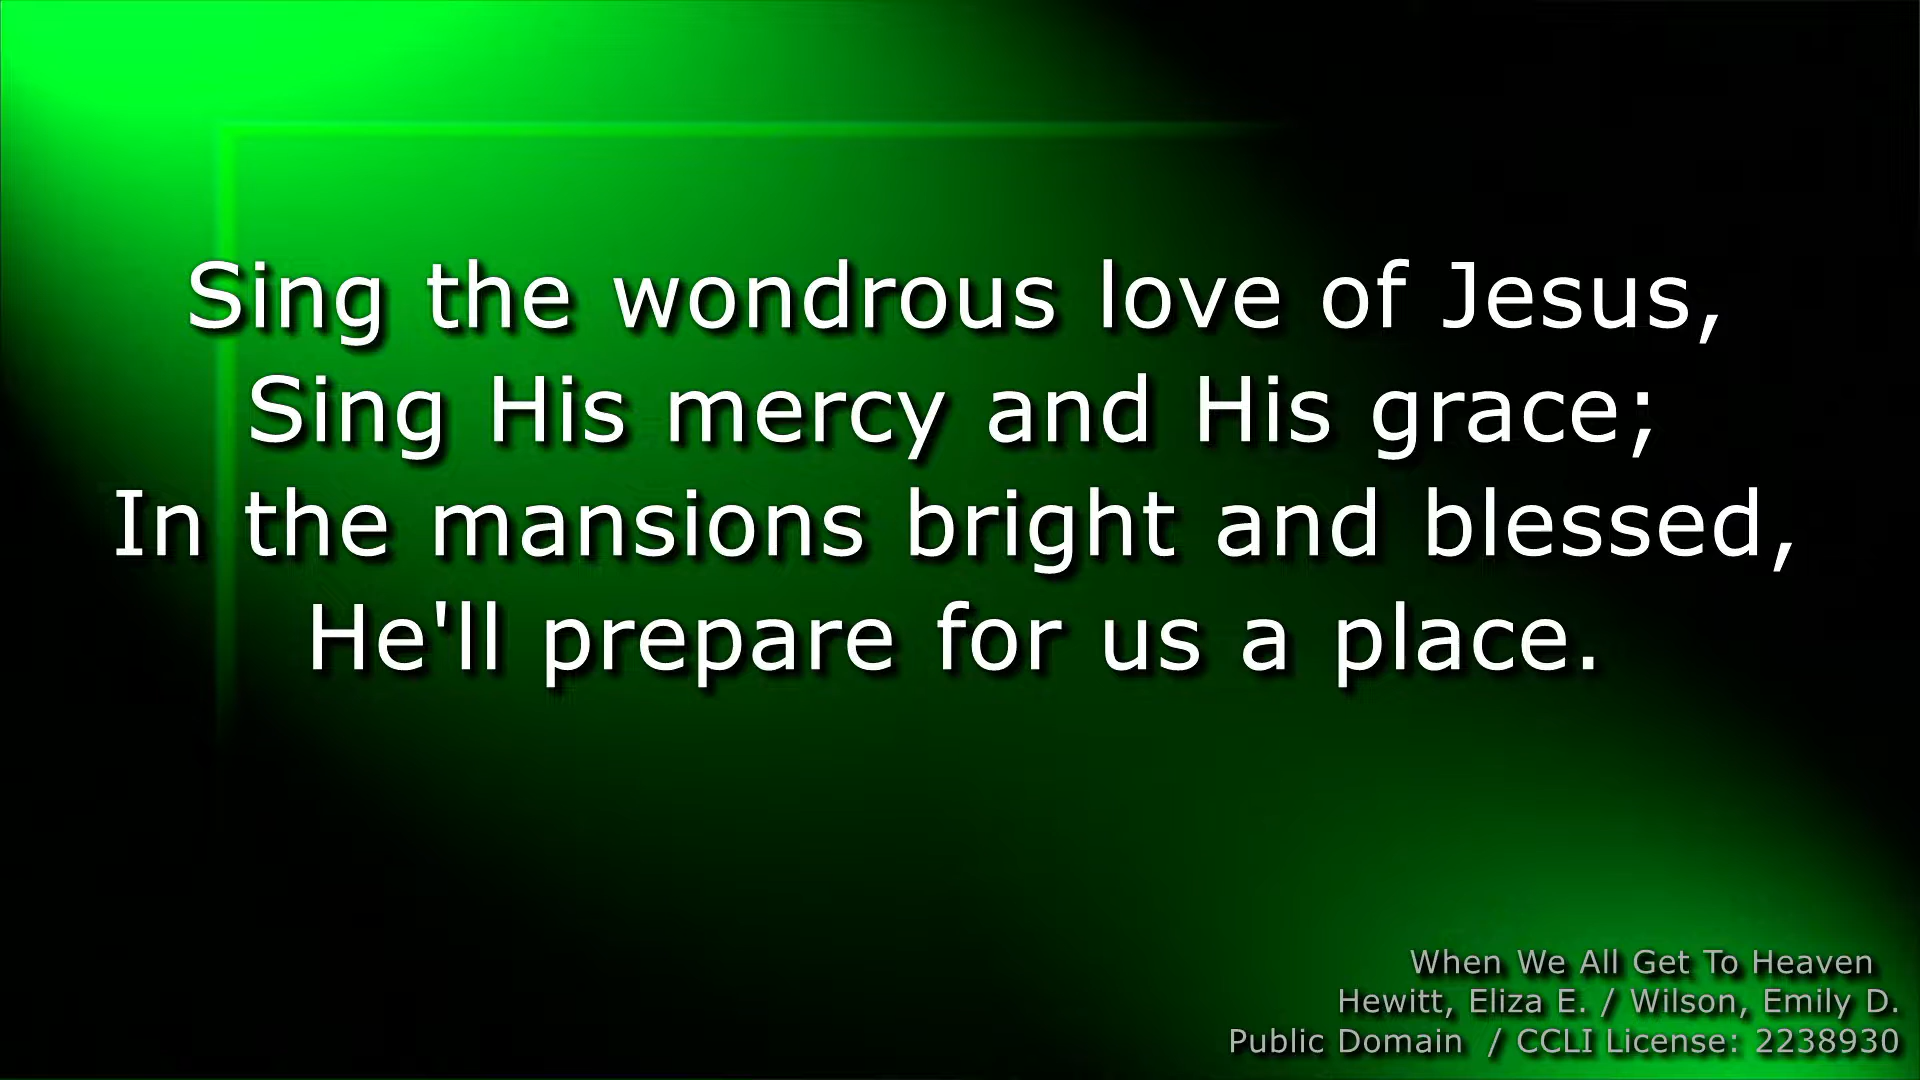 Sing the wondrous love of Jesus,
Sing His mercy and His grace;
In the mansions bright and blessed,
He'll prepare for us a place.
When We All Get To Heaven
Hewitt, Eliza E. / Wilson, Emily D.
Public Domain / CCLI License: 2238930